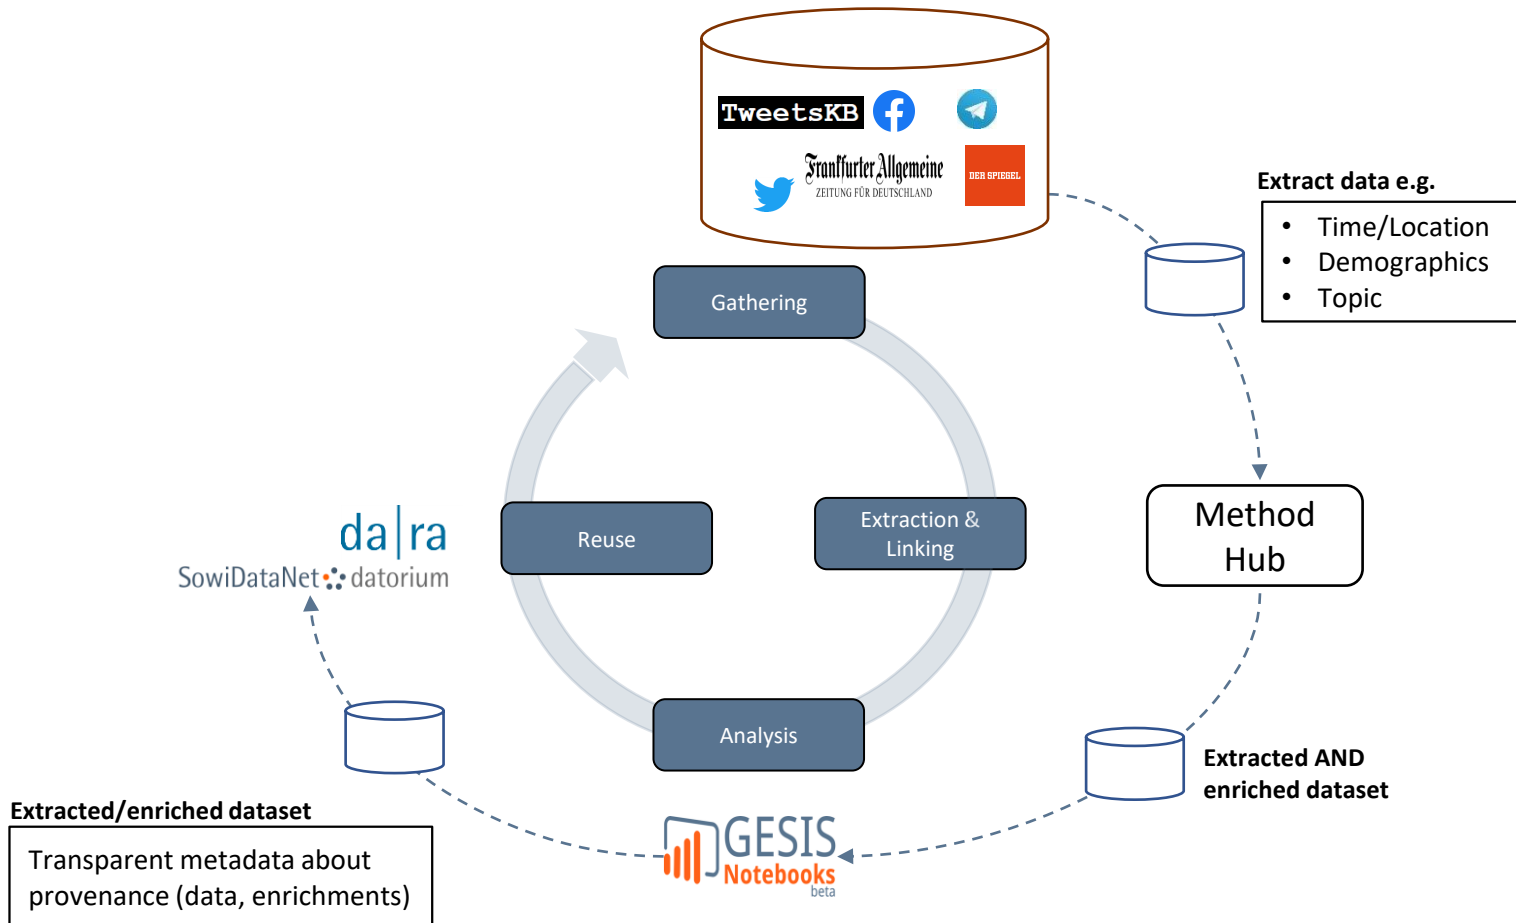 TweetsKB
Frankfurter Allgemeine
ZEITUNG FÜR DEUTSCHLAND
DER SPIEGEL
Extract data e.g.
• Time/Location
• Demographics
• Topic
Gathering
Extraction &
Linking
Method
Hub
Reuse
da|ra
SowiDataNet datorium
Analysis
Extracted AND
enriched dataset
Extracted/enriched dataset
Transparent metadata about
provenance (data, enrichments)
GESIS
Notebooks
beta